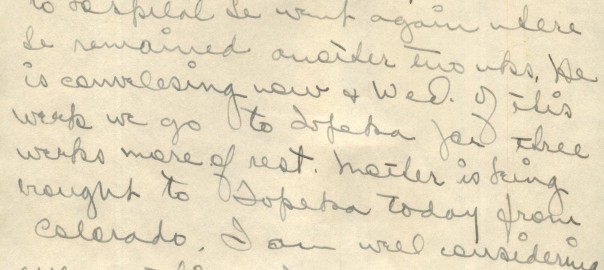 to hospital he went again where
he remained another two wks. He
is convelesing now & Wed. of this
week we go to Topeka for three
weeks more of rest. Mother is being
brought to Topeka today from
Colorado. I am well considering